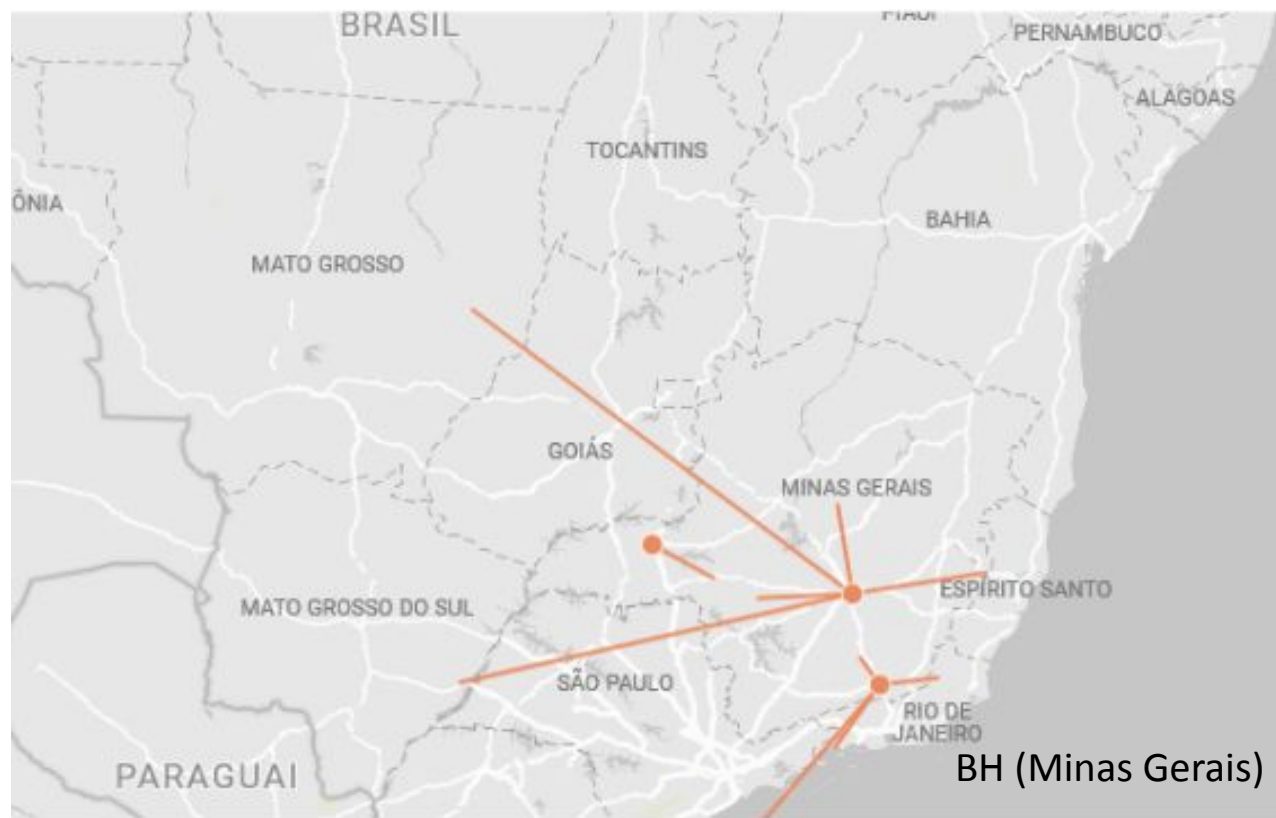 BRASIL
PERNAMBUCO
ALAGOAS
TOCANTINS
ÔNIA
BAHIA
MATO GROSSO
GOIÁS
MINAS GERAIS
ESPÍRITO SANTO
MATO GROSSO DO SUL
SÃO PAULO
RIO DE
JANEIRO
PARAGUAI
BH (Minas Gerais)